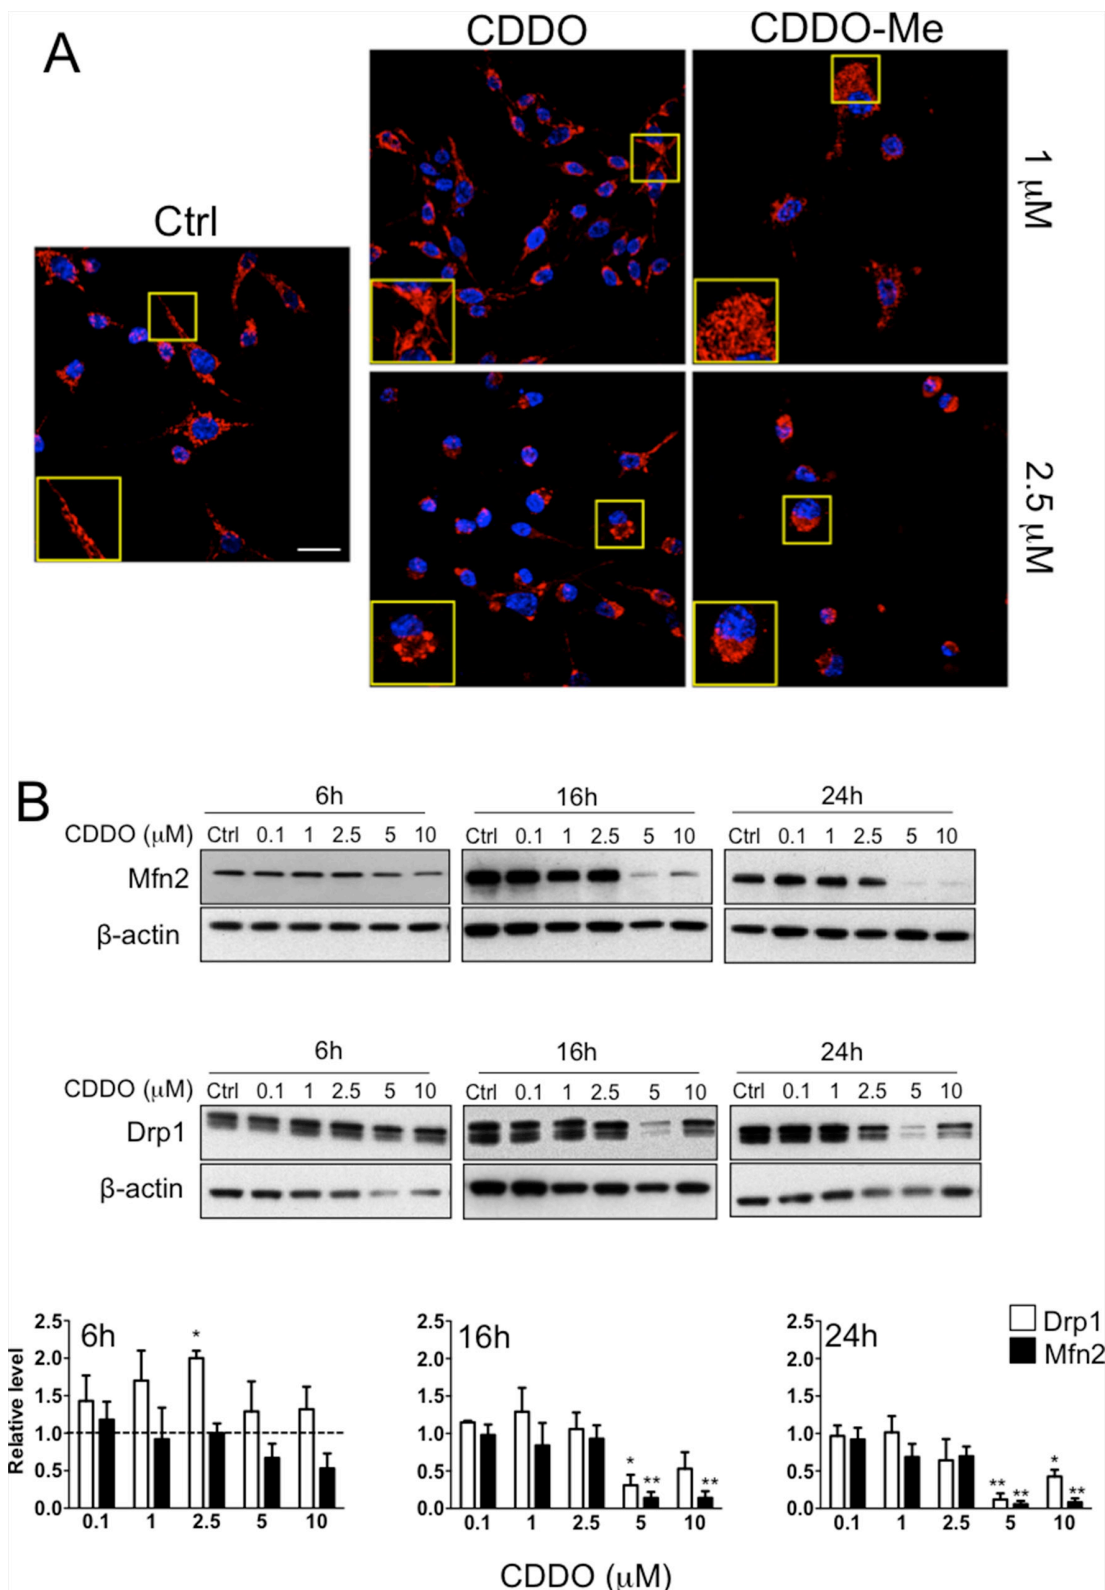 A
CDDO
CDDO-Me
Ctrl
1 μM
2.5 μM
B
6h 16h 24h
CDDO (μM) Ctrl 0.1 1 2.5 5 10 Ctrl 0.1 1 2.5 5 10 Ctrl 0.1 1 2.5 5 10
Mfn2
β-actin
6h 16h 24h
CDDO (μM) Ctrl 0.1 1 2.5 5 10 Ctrl 0.1 1 2.5 5 10 Ctrl 0.1 1 2.5 5 10
Drp1
β-actin
Relative level
2.5
2.0
1.5
1.0
0.5
0.0
6h
*
0.1 1 2.5 5 10
2.5
2.0
1.5
1.0
0.5
0.0
16h
* ** **
0.1 1 2.5 5 10
2.5
2.0
1.5
1.0
0.5
0.0
24h
** ** * **
0.1 1 2.5 5 10
Drp1
Mfn2
CDDO (μM)